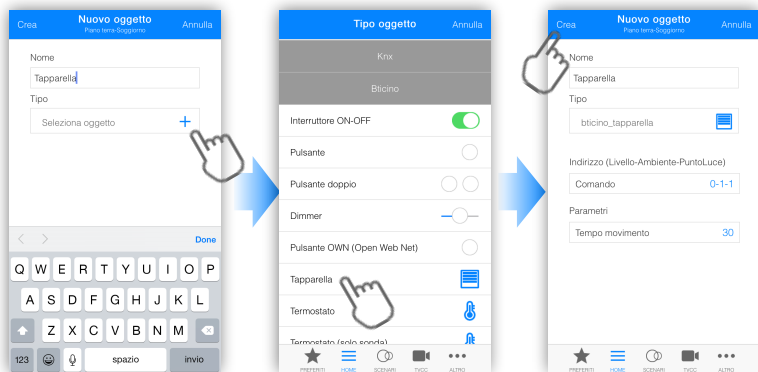 Crea
Nuovo oggetto
Annulla
Piano terra-Soggiorno
Nome
Tapparella
Tipo
Seleziona oggetto
Done
Q W E R T Y U I O P
A S D F G H J K L
Z X C V B N M
123
spazio
invio
Tipo oggetto
Knx
Bticino
Interruttore ON-OFF
Pulsante
Pulsante doppio
Dimmer
Pulsante OWN (Open Web Net)
Tapparella
Termostato
Termostato (solo sonda)
PREFERITI HOME SCENARI TVCC ALTRO
Crea
Nuovo oggetto
Annulla
Piano terra-Soggiorno
Nome
Tapparella
Tipo
bticino_tapparella
Indirizzo (Livello-Ambiente-PuntoLuce)
Comando 0-1-1
Parametri
Tempo movimento 30
PREFERITI HOME SCENARI TVCC ALTRO